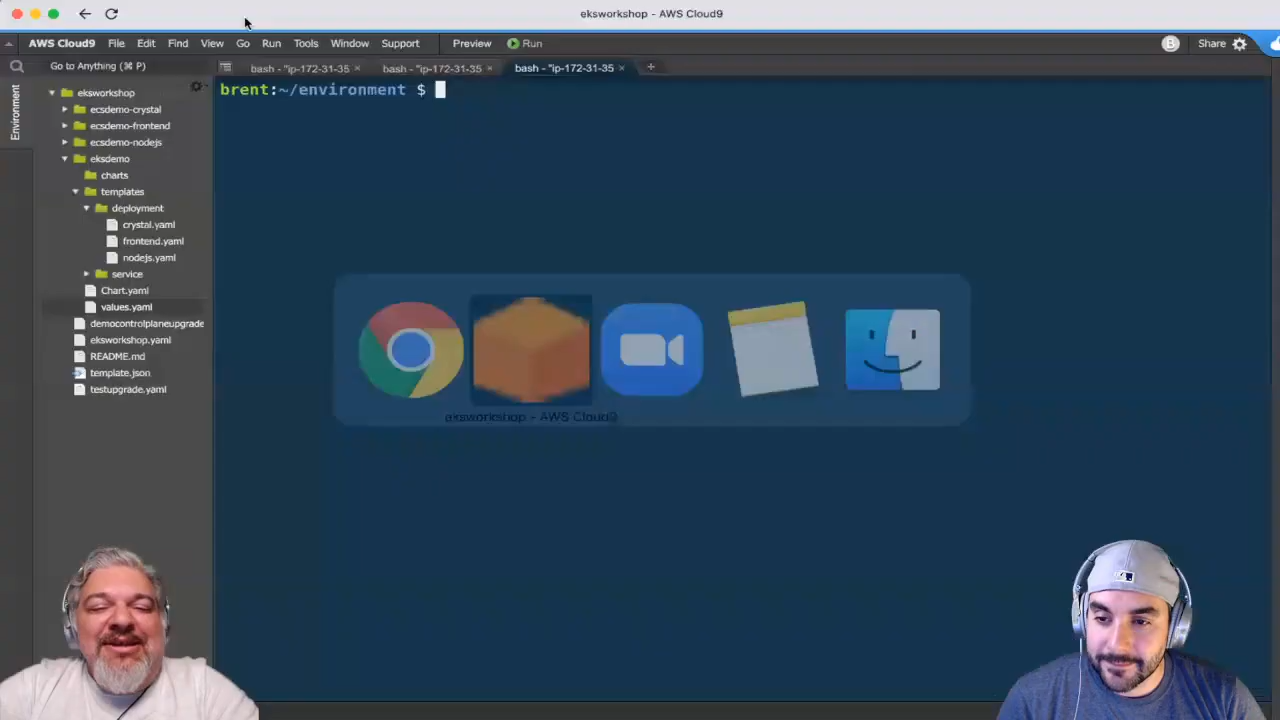 eksworkshop - AWS Cloud9
AWS Cloud9 File Edit Find View Go Run Tools Window Support Preview Run B Share
Go to Anything (⌘ P)
bash - "ip-172-31-35 × bash - "ip-172-31-35 × bash - "ip-172-31-35 × +
Environment
brent:~/environment $
eksworkshop
ecsdemo-crystal
ecsdemo-frontend
ecsdemo-nodejs
eksdemo
charts
templates
deployment
crystal.yaml
frontend.yaml
nodejs.yaml
service
Chart.yaml
values.yaml
democontrolplaneupgrade
eksworkshop.yaml
README.md
template.json
testupgrade.yaml
eksworkshop - AWS Cloud9